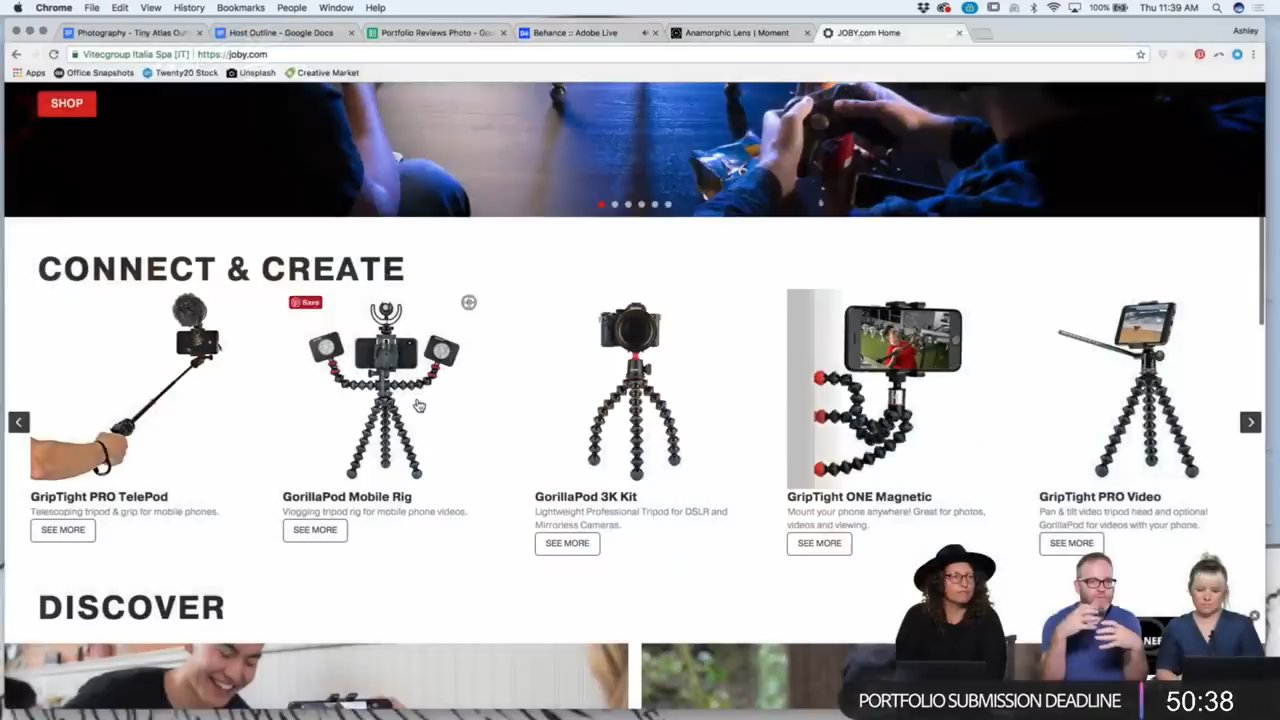 Chrome File Edit View History Bookmarks People Window Help 100% Thu 11:39 AM
Photography - Tiny Atlas Out Host Outline - Google Docs Portfolio Reviews Photo - Go Behance :: Adobe Live Anamorphic Lens | Moment JOBY.com Home Ashley
Vitecgroup Italia Spa [IT] https://joby.com
Apps Office Snapshots Twenty20 Stock Unsplash Creative Market
SHOP
CONNECT & CREATE
Save
GripTight PRO TelePod
Telescoping tripod & grip for mobile phones.
SEE MORE
GorillaPod Mobile Rig
Vlogging tripod rig for mobile phone videos.
SEE MORE
GorillaPod 3K Kit
Lightweight Professional Tripod for DSLR and
Mirrorless Cameras.
SEE MORE
GripTight ONE Magnetic
Mount your phone anywhere! Great for photos,
videos and viewing.
SEE MORE
GripTight PRO Video
Pan & tilt video tripod head and optional
GorillaPod for videos with your phone.
SEE MORE
DISCOVER
PORTFOLIO SUBMISSION DEADLINE 50:38